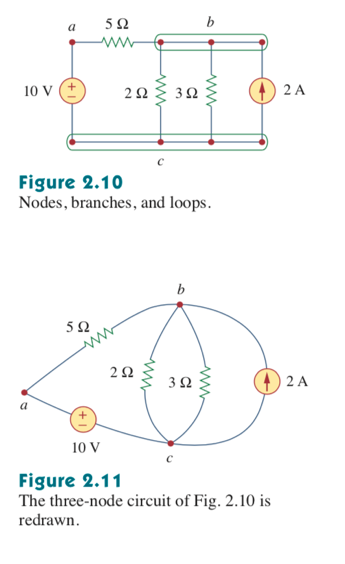 a 5 Ω b
10 V + − 2 Ω 3 Ω 2 A
c
Figure 2.10
Nodes, branches, and loops.
b
5 Ω
2 Ω
3 Ω 2 A
a
+ −
10 V
c
Figure 2.11
The three-node circuit of Fig. 2.10 is
redrawn.